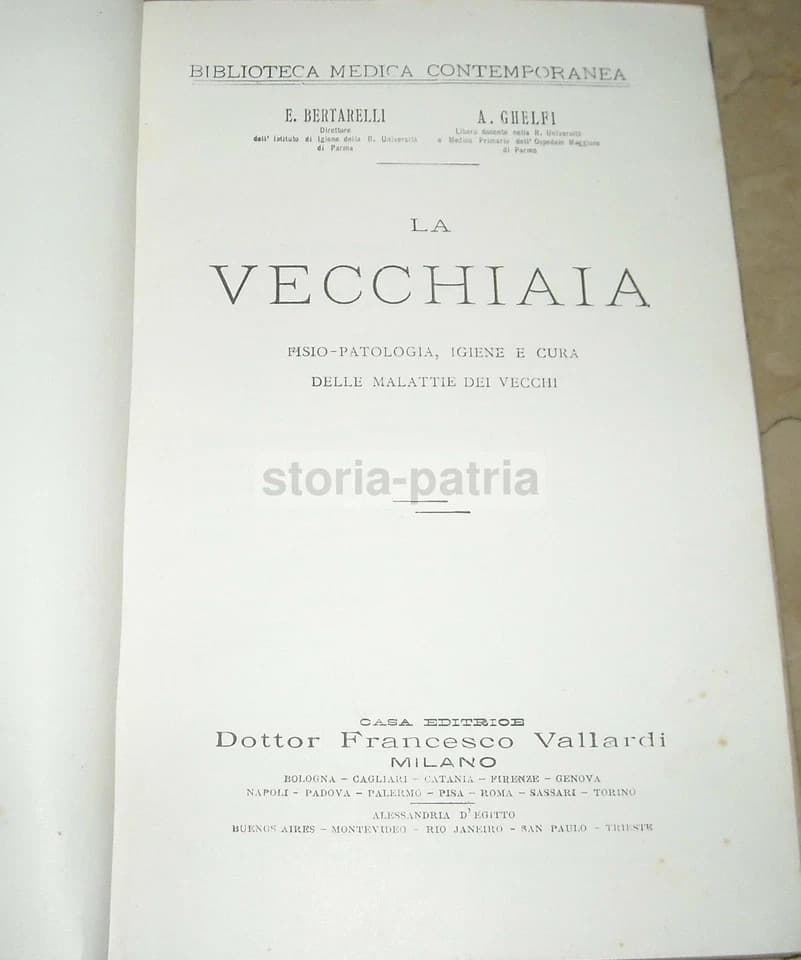 BIBLIOTECA MEDICA CONTEMPORANEA
E. BERTARELLI
Direttore
dell' Istituto di Igiene della R. Università
di Parma
A. GHELFI
Libero docente nella R. Università
e Medico Primario dell' Ospedale Maggiore
di Parma
LA
VECCHIAIA
FISIO-PATOLOGIA, IGIENE E CURA
DELLE MALATTIE DEI VECCHI
storia-patria
CASA EDITRICE
Dottor Francesco Vallardi
MILANO
BOLOGNA - CAGLIARI - CATANIA - FIRENZE - GENOVA
NAPOLI - PADOVA - PALERMO - PISA - ROMA - SASSARI - TORINO
ALESSANDRIA D' EGITTO
BUENOS AIRES - MONTEVIDEO - RIO JANEIRO - SAN PAULO - TRIESTE